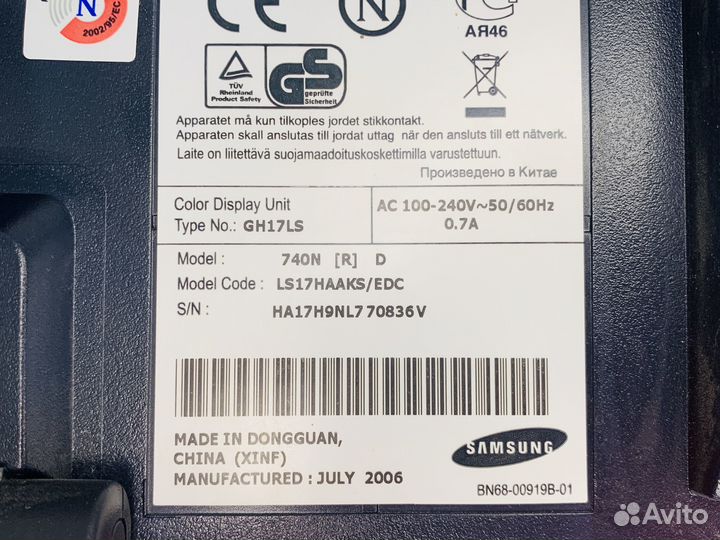 N
2002/95/EC
N
АЯ46
TÜV
Rheinland
Product Safety
GS
geprüfte
Sicherheit
Apparatet må kun tilkoples jordet stikkontakt.
Apparaten skall anslutas till jordat uttag när den ansluts till ett nätverk.
Laite on liitettävä suojamaadoituskoskettimilla varustettuun.
Произведено в Китае
Color Display Unit
Type No.: GH17LS
AC 100-240V~50/60Hz
0.7A
Model : 740N [R] D
Model Code : LS17HAAKS/EDC
S/N : HA17H9NL770836V
MADE IN DONGGUAN,
CHINA (XINF)
MANUFACTURED : JULY 2006
SAMSUNG
BN68-00919B-01
Avito